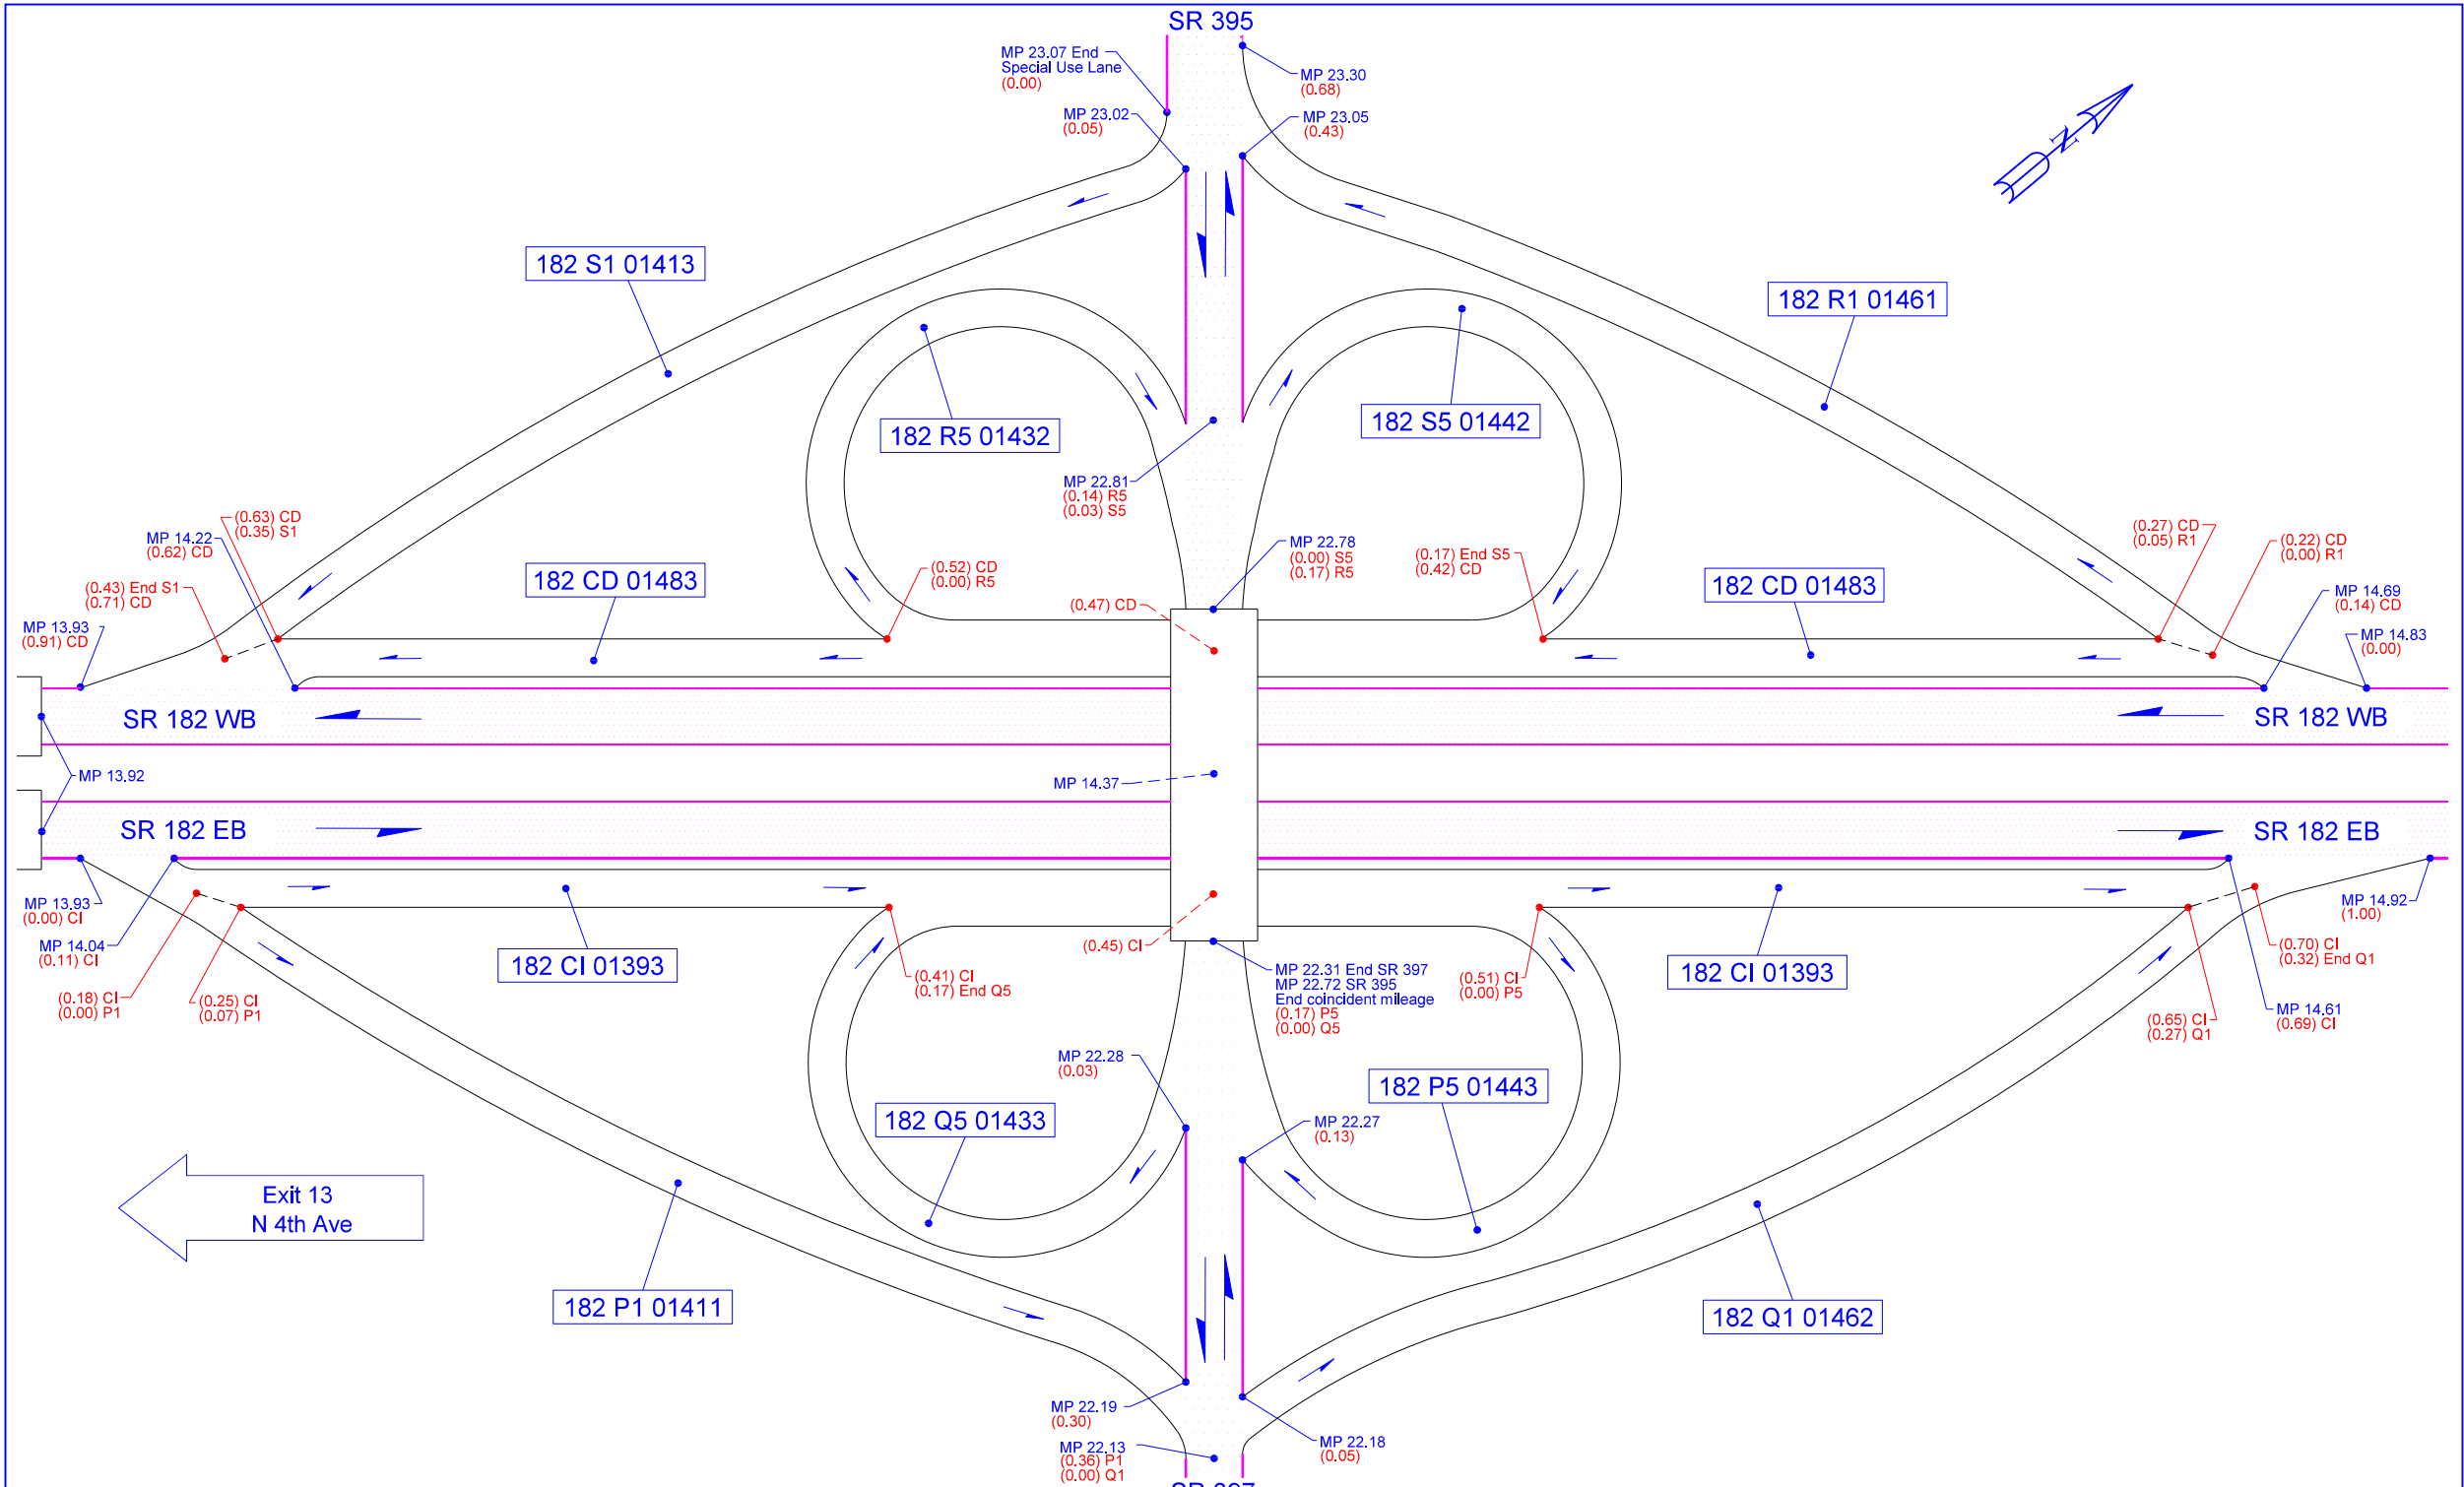 SR 395
MP 23.07 End
Special Use Lane
(0.00)
MP 23.30
(0.68)
MP 23.02
(0.05)
MP 23.05
(0.43)
N
182 S1 01413
182 R1 01461
182 R5 01432
182 S5 01442
MP 22.81
(0.14) R5
(0.03) S5
(0.63) CD
(0.35) S1
MP 14.22
(0.62) CD
(0.43) End S1
(0.71) CD
MP 13.93
(0.91) CD
182 CD 01483
(0.52) CD
(0.00) R5
(0.47) CD
MP 22.78
(0.00) S5
(0.17) R5
(0.17) End S5
(0.42) CD
182 CD 01483
(0.27) CD
(0.05) R1
(0.22) CD
(0.00) R1
MP 14.69
(0.14) CD
MP 14.83
(0.00)
SR 182 WB
SR 182 WB
MP 13.92
MP 14.37
SR 182 EB
SR 182 EB
MP 13.93
(0.00) CI
MP 14.04
(0.11) CI
(0.18) CI
(0.00) P1
(0.25) CI
(0.07) P1
182 CI 01393
(0.41) CI
(0.17) End Q5
(0.45) CI
MP 22.31 End SR 397
MP 22.72 SR 395
End coincident mileage
(0.17) P5
(0.00) Q5
(0.51) CI
(0.00) P5
182 CI 01393
MP 14.92
(1.00)
(0.70) CI
(0.32) End Q1
MP 14.61
(0.69) CI
(0.65) CI
(0.27) Q1
MP 22.28
(0.03)
182 Q5 01433
182 P5 01443
MP 22.27
(0.13)
Exit 13
N 4th Ave
182 P1 01411
182 Q1 01462
MP 22.19
(0.30)
MP 22.18
(0.05)
MP 22.13
(0.36) P1
(0.00) Q1
SR 397